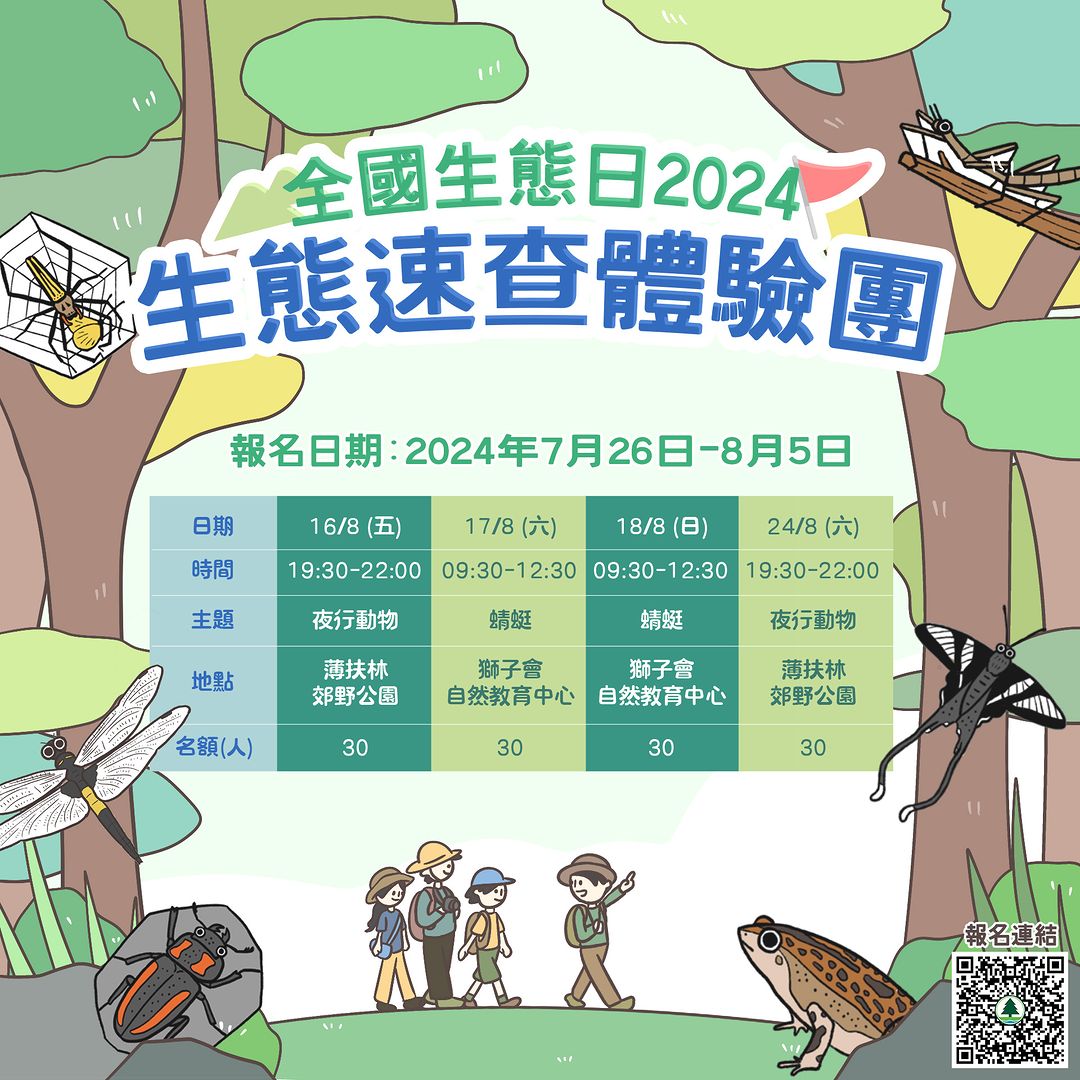 全國生態日2024
生態速查體驗團
報名日期：2024年7月26日-8月5日
日期 16/8 (五) 17/8 (六) 18/8 (日) 24/8 (六)
時間 19:30-22:00 09:30-12:30 09:30-12:30 19:30-22:00
主題 夜行動物 蜻蜓 蜻蜓 夜行動物
地點 薄扶林 獅子會 獅子會 薄扶林
郊野公園 自然教育中心 自然教育中心 郊野公園
名額(人) 30 30 30 30
報名連結